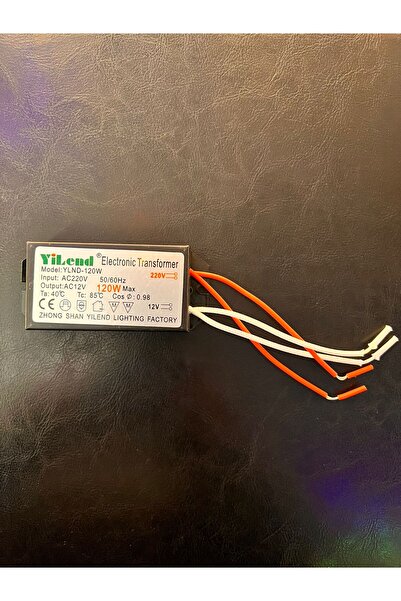 YiLend® Electronic Transformer
Model:YLND-120W
Input: AC220V 50/60Hz 220V
Output:AC12V 120W Max
Ta:40℃ Tc: 85℃ Cos Φ: 0.98
CE 12V
ZHONG SHAN YILEND LIGHTING FACTORY